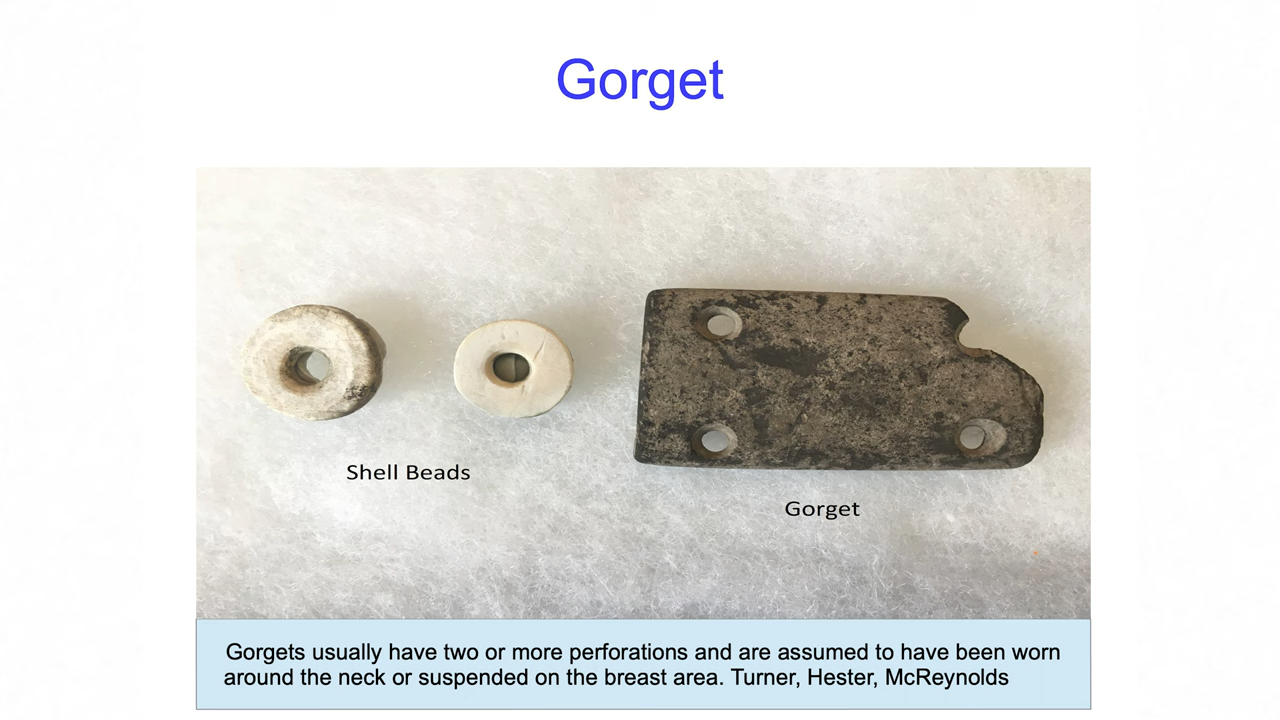 Gorget
Shell Beads
Gorget
Gorgets usually have two or more perforations and are assumed to have been worn
around the neck or suspended on the breast area. Turner, Hester, McReynolds